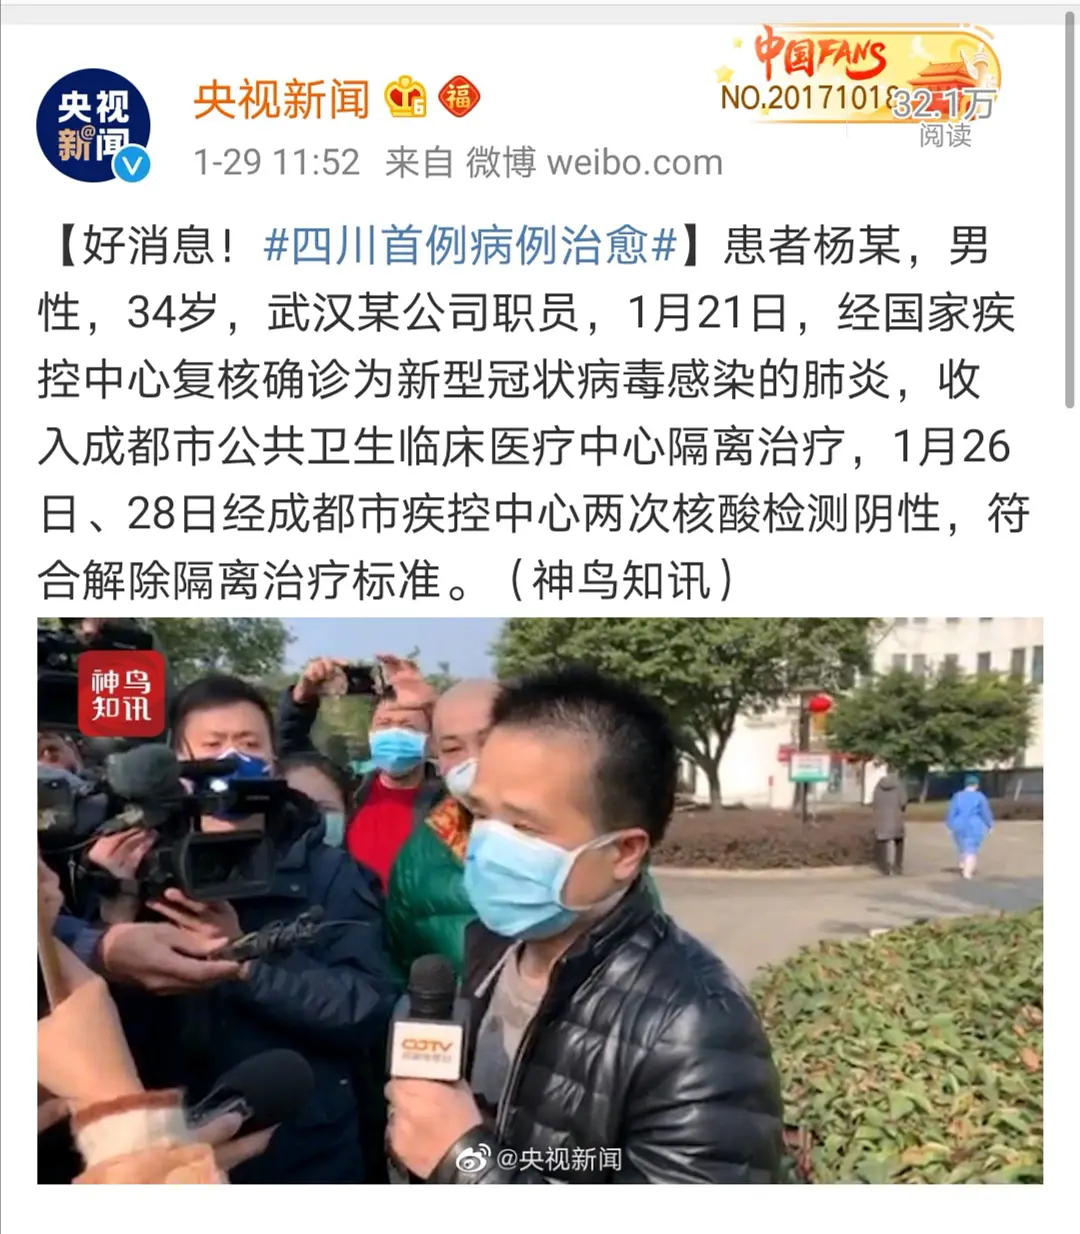 中国FANS
NO.20171018
32.1万
阅读
央视
新@闻
央视新闻
6
福
1-29 11:52 来自 微博 weibo.com
【好消息！#四川首例病例治愈#】患者杨某，男
性，34岁，武汉某公司职员，1月21日，经国家疾
控中心复核确诊为新型冠状病毒感染的肺炎，收
入成都市公共卫生临床医疗中心隔离治疗，1月26
日、28日经成都市疾控中心两次核酸检测阴性，符
合解除隔离治疗标准。（神鸟知讯）
神鸟
知讯
@央视新闻